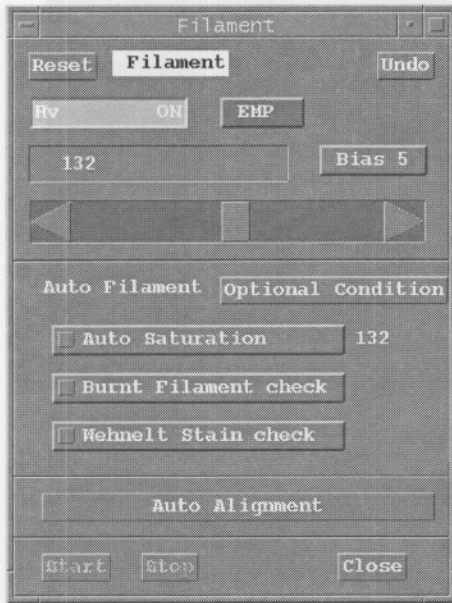 Filament
Reset Filament Undo
Hv ON EMP
132 Bias 5
Auto Filament Optional Condition
Auto Saturation 132
Burnt Filament check
Wehnelt Stain check
Auto Alignment
Start Stop Close